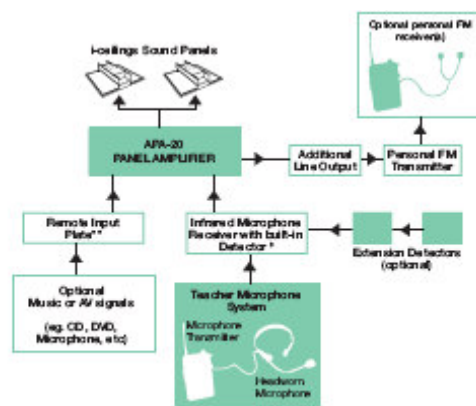 i-ceilings Sound Panels
Optional personal FM
receiver(s)
APA-20
PANEL AMPLIFIER
Additional
Line Output
Personal FM
Transmitter
Remote Input
Plate**
Infrared Microphone
Receiver with built-in
Detector *
Extension Detectors
(optional)
Optional
Music or AV signals
(eg. CD, DVD,
Microphone, etc)
Teacher Microphone
System
Microphone
Transmitter
Headworn
Microphone